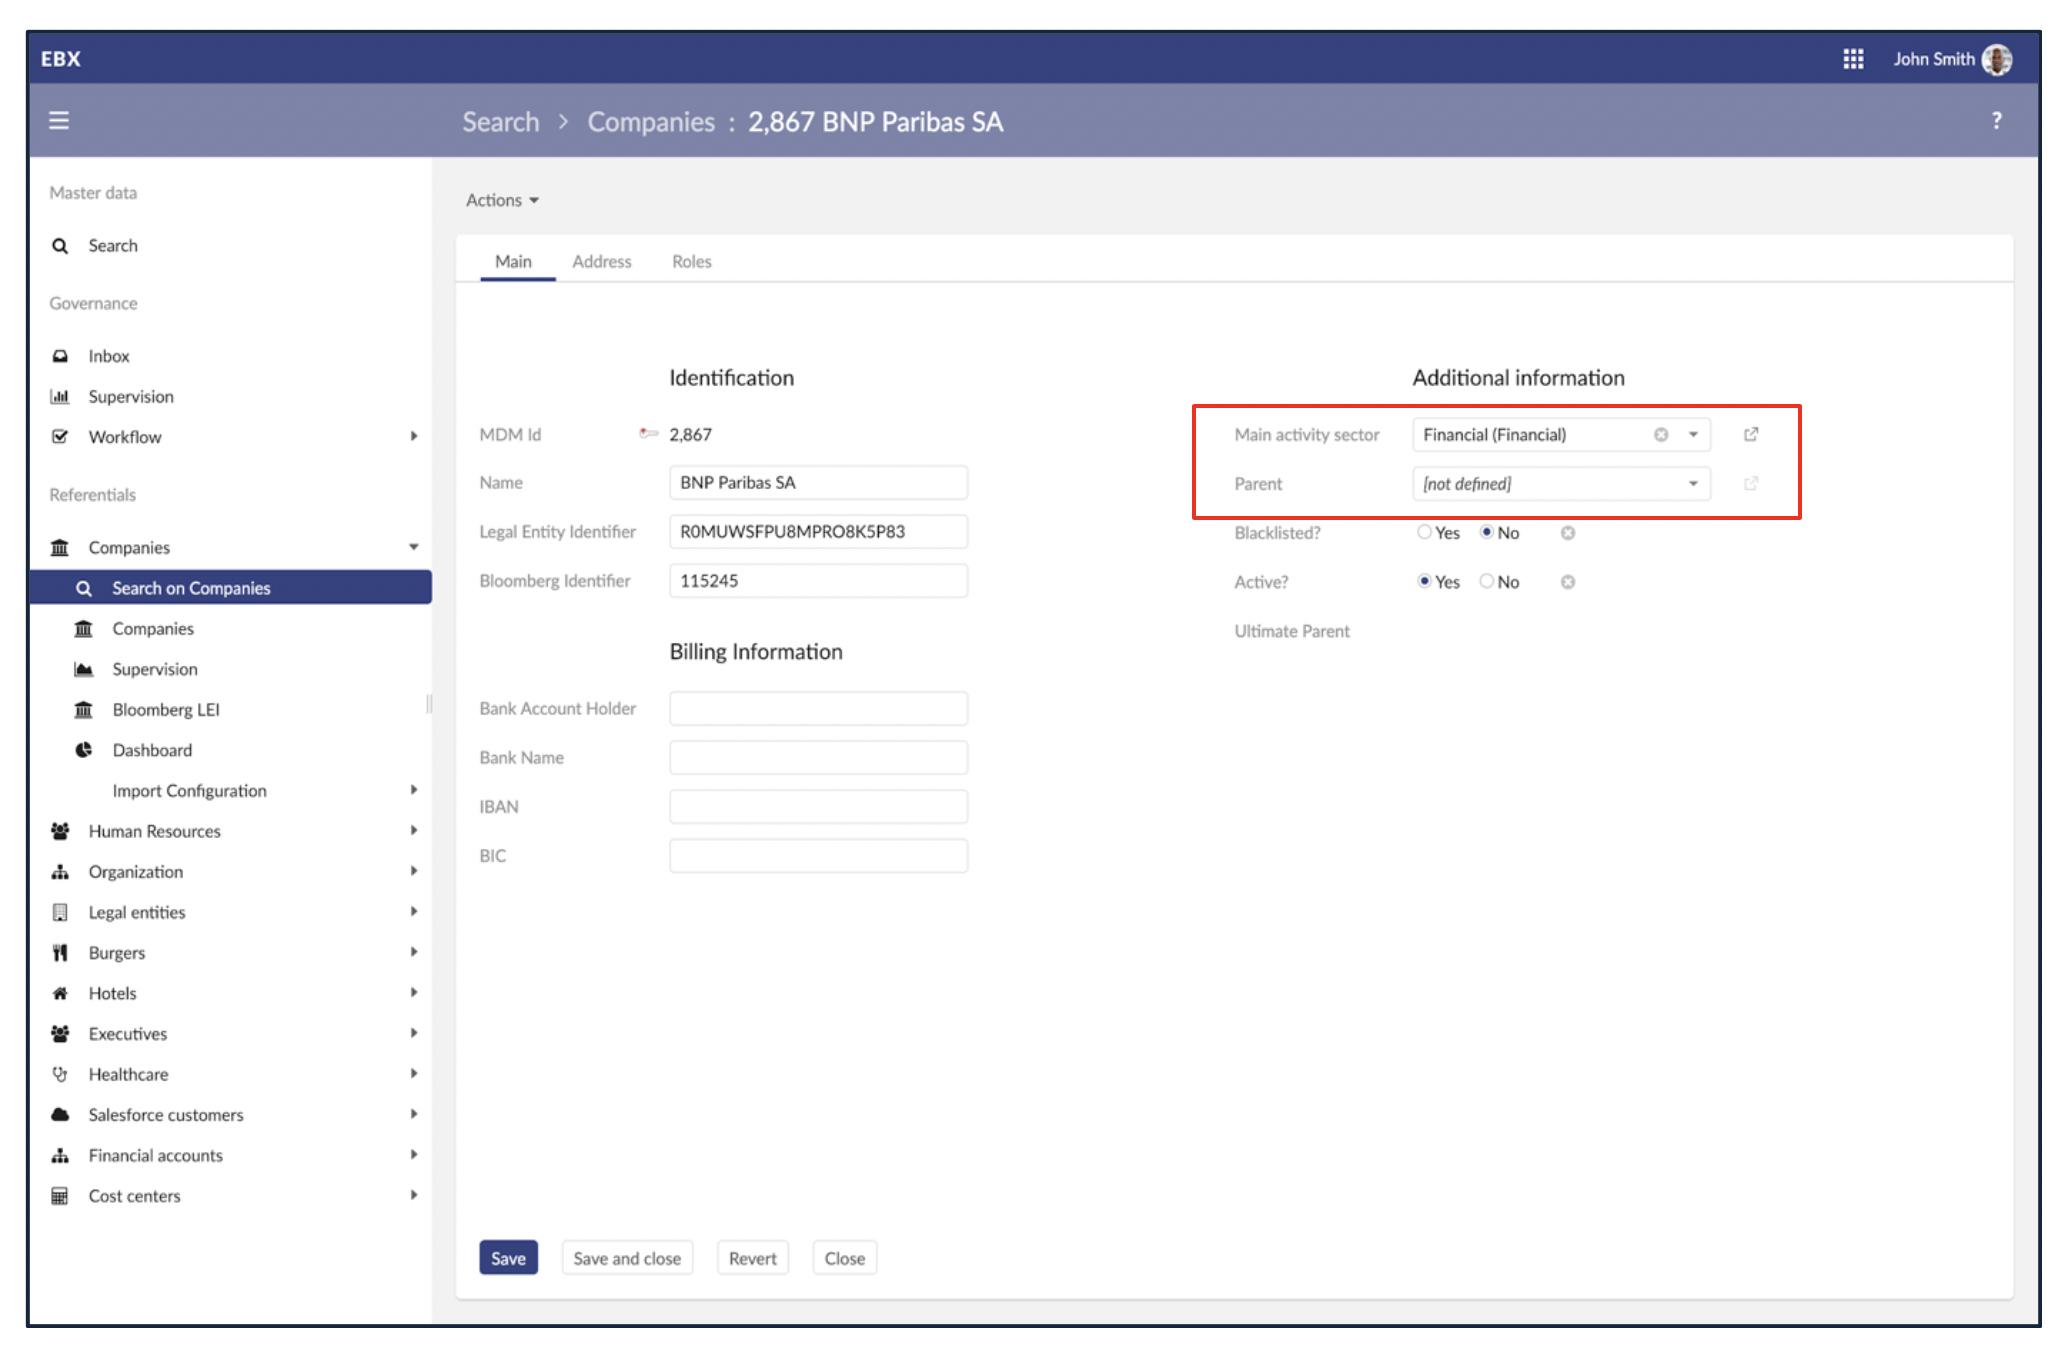 EBX
John Smith
Search > Companies : 2,867 BNP Paribas SA
?
Master data
Search
Governance
Inbox
Supervision
Workflow
Referentials
Companies
Search on Companies
Companies
Supervision
Bloomberg LEI
Dashboard
Import Configuration
Human Resources
Organization
Legal entities
Burgers
Hotels
Executives
Healthcare
Salesforce customers
Financial accounts
Cost centers
Actions
Main Address Roles
Identification
MDM Id 2,867
Name BNP Paribas SA
Legal Entity Identifier R0MUWSFPU8MPRO8K5P83
Bloomberg Identifier 115245
Billing Information
Bank Account Holder
Bank Name
IBAN
BIC
Additional information
Main activity sector Financial (Financial)
Parent [not defined]
Blacklisted? Yes No
Active? Yes No
Ultimate Parent
Save Save and close Revert Close